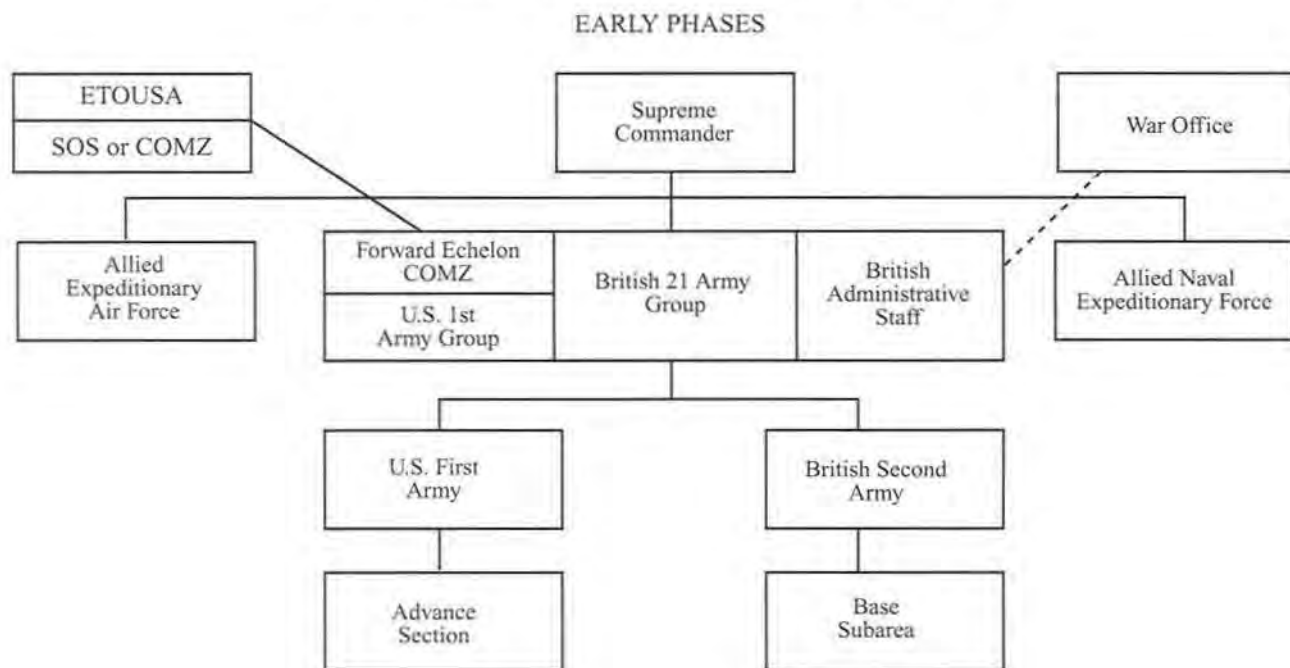 EARLY PHASES
ETOUSA
SOS or COMZ
Supreme
Commander
War Office
Allied
Expeditionary
Air Force
Forward Echelon
COMZ
U.S. 1st
Army Group
British 21 Army
Group
British
Administrative
Staff
Allied Naval
Expeditionary Force
U.S. First
Army
British Second
Army
Advance
Section
Base
Subarea